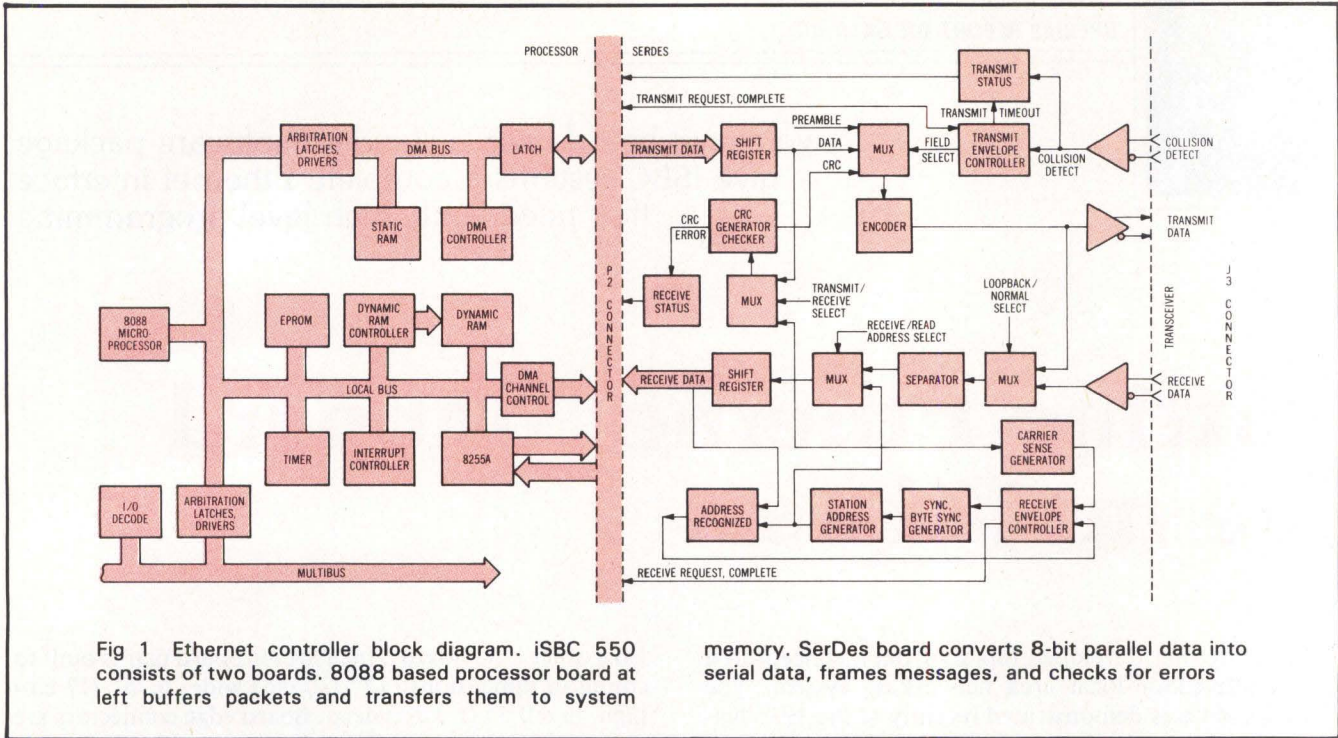 PROCESSOR
SERDES
ARBITRATION
LATCHES,
DRIVERS
DMA BUS
LATCH
STATIC
RAM
DMA
CONTROLLER
8088
MICRO-
PROCESSOR
EPROM
DYNAMIC
RAM
CONTROLLER
DYNAMIC
RAM
LOCAL BUS
DMA
CHANNEL
CONTROL
TIMER
INTERRUPT
CONTROLLER
8255A
I/O
DECODE
ARBITRATION
LATCHES,
DRIVERS
MULTIBUS
P2 CONNECTOR
TRANSMIT
STATUS
TRANSMIT REQUEST, COMPLETE
TRANSMIT
TIMEOUT
PREAMBLE
TRANSMIT DATA
SHIFT
REGISTER
DATA
CRC
MUX
FIELD
SELECT
TRANSMIT
ENVELOPE
CONTROLLER
COLLISION
DETECT
COLLISION
DETECT
CRC
ERROR
CRC
GENERATOR
CHECKER
ENCODER
TRANSMIT
DATA
RECEIVE
STATUS
MUX
TRANSMIT/
RECEIVE
SELECT
LOOPBACK/
NORMAL
SELECT
RECEIVE/READ
ADDRESS SELECT
RECEIVE DATA
SHIFT
REGISTER
MUX
SEPARATOR
MUX
RECEIVE
DATA
TRANSCEIVER
J3 CONNECTOR
CARRIER
SENSE
GENERATOR
ADDRESS
RECOGNIZED
STATION
ADDRESS
GENERATOR
SYNC,
BYTE SYNC
GENERATOR
RECEIVE
ENVELOPE
CONTROLLER
RECEIVE REQUEST, COMPLETE
Fig 1 Ethernet controller block diagram. iSBC 550
consists of two boards. 8088 based processor board at
left buffers packets and transfers them to system
memory. SerDes board converts 8-bit parallel data into
serial data, frames messages, and checks for errors